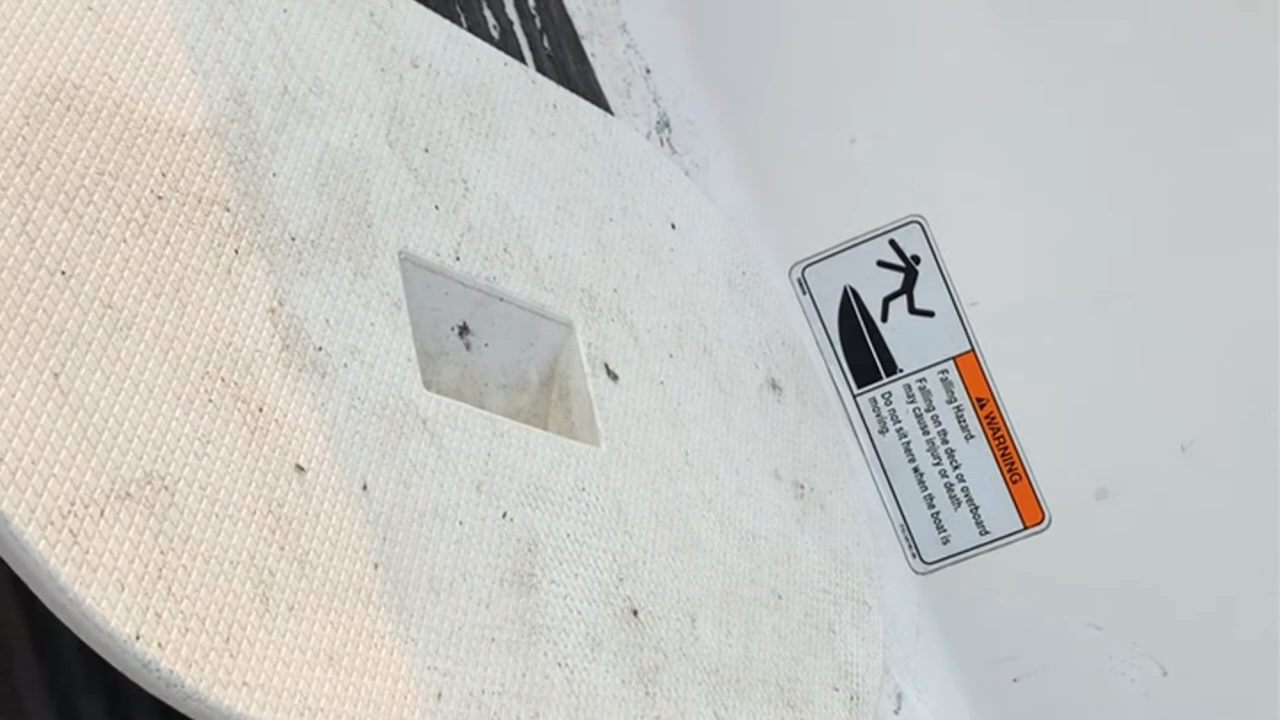 WARNING
Falling Hazard.
Falling on the deck or overboard
may cause injury or death.
Do not sit here when the boat is
moving.